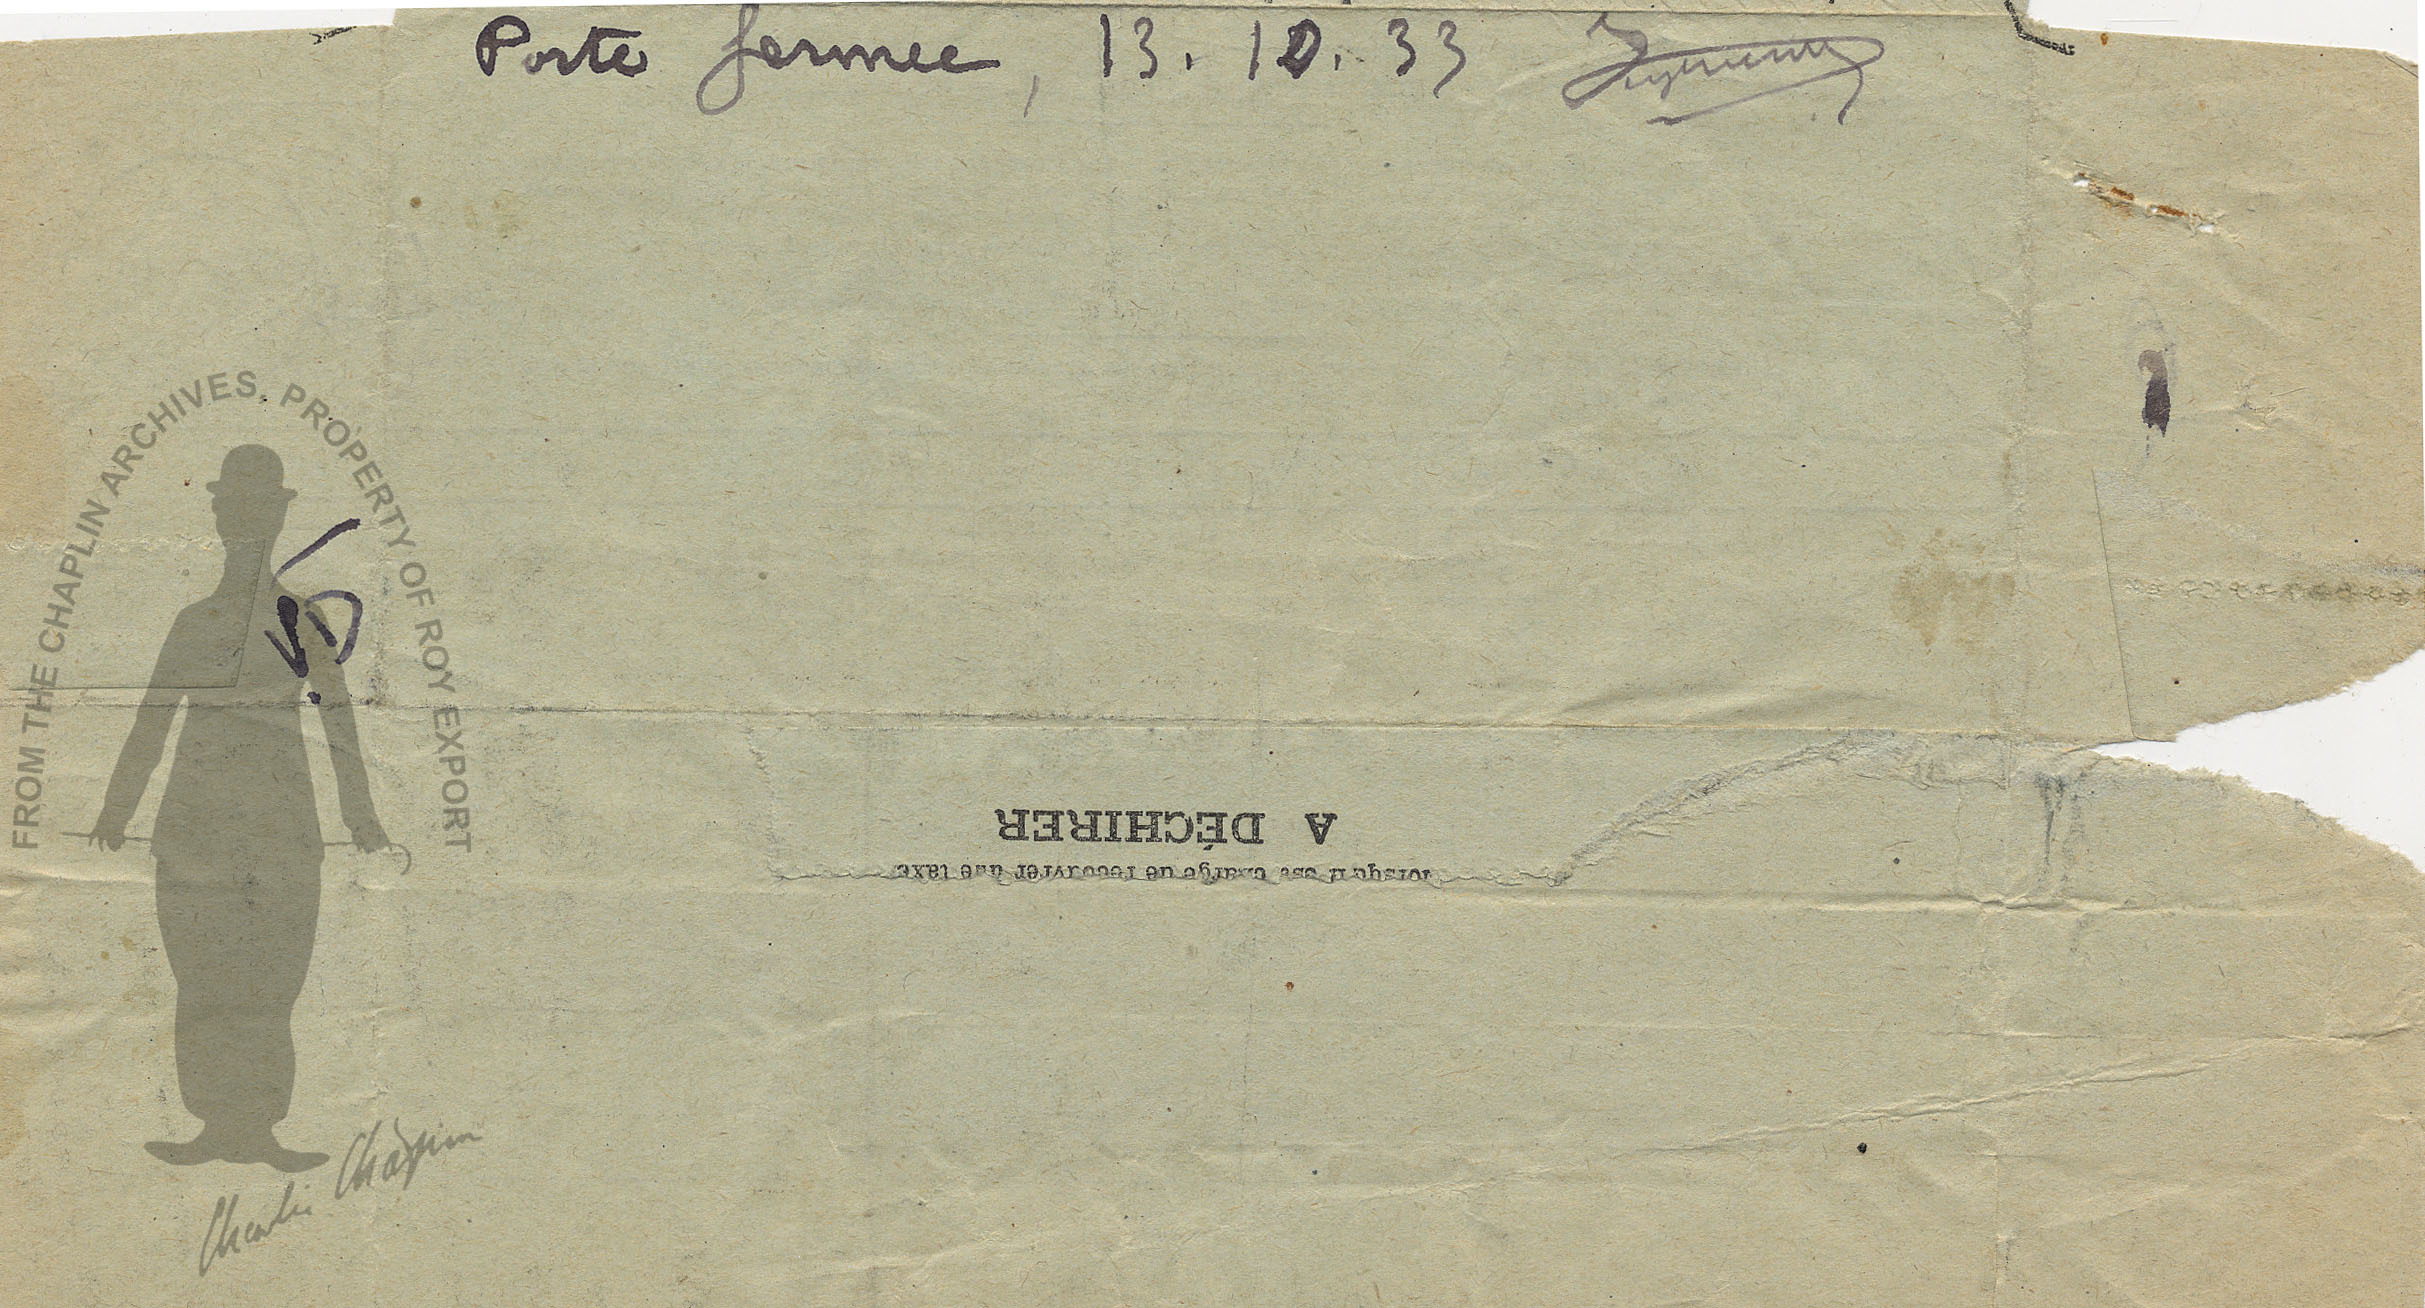 Porte fermee, 13.10.33
FROM THE CHAPLIN ARCHIVES. PROPERTY OF ROY EXPORT
A DÉCHIRER
lorsqu'il est chargé de recouvrer une taxe
Charlie Chaplin